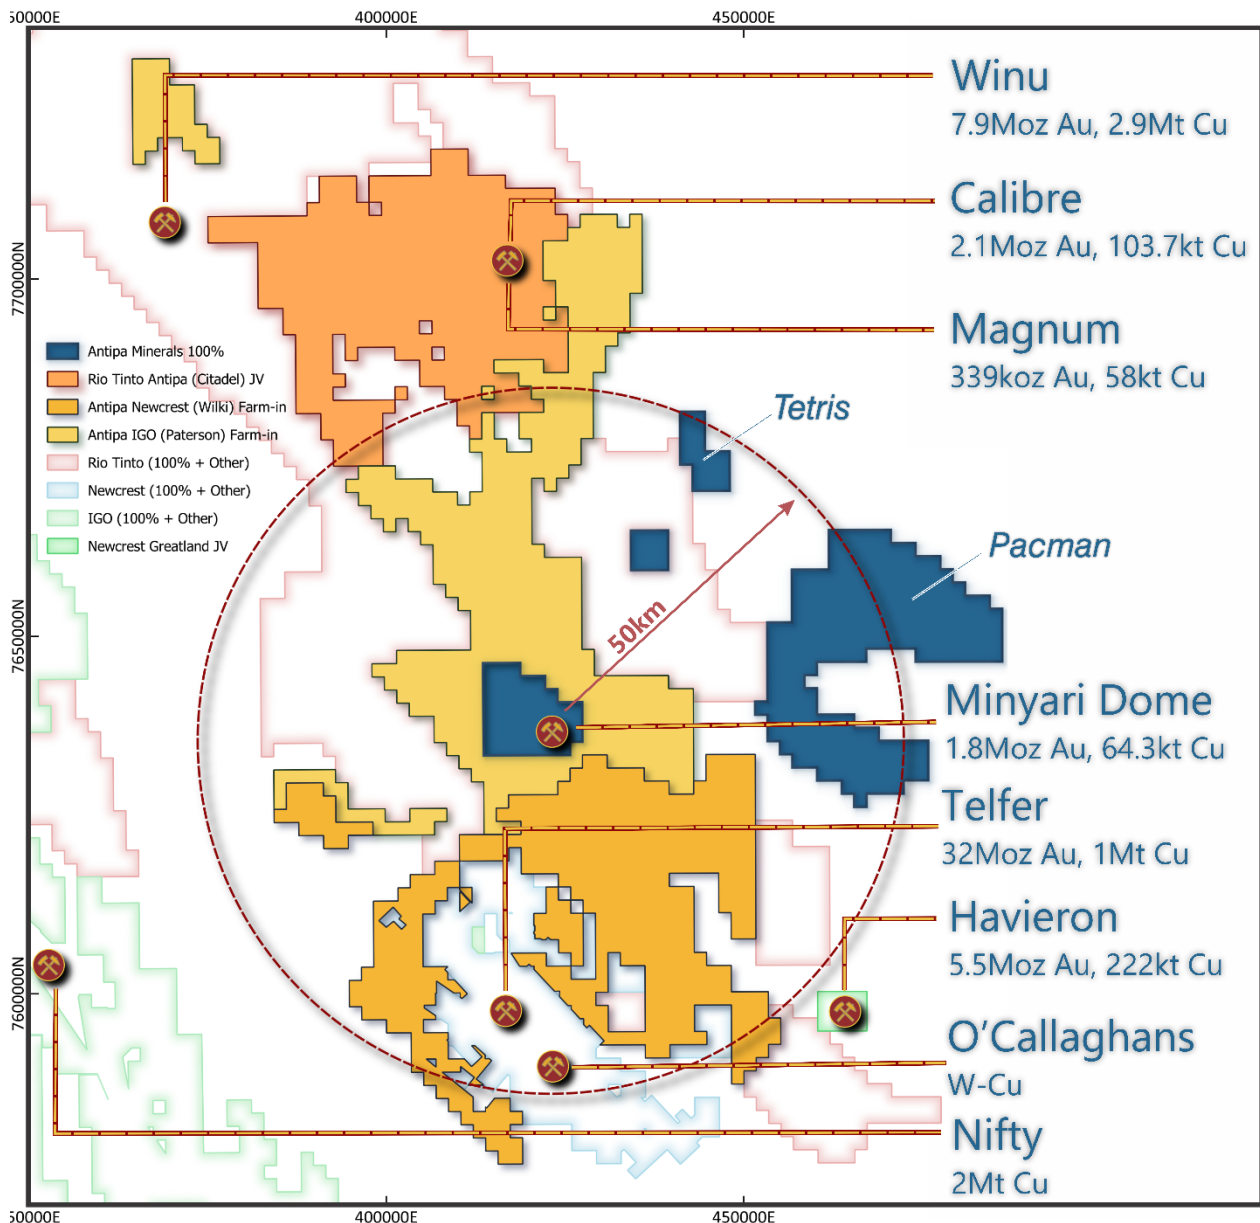 50000E
400000E
450000E
Winu
7.9Moz Au, 2.9Mt Cu
Calibre
2.1Moz Au, 103.7kt Cu
7700000N
Magnum
339koz Au, 58kt Cu
Antipa Minerals 100%
Rio Tinto Antipa (Citadel) JV
Antipa Newcrest (Wilki) Farm-in
Antipa IGO (Paterson) Farm-in
Rio Tinto (100% + Other)
Newcrest (100% + Other)
IGO (100% + Other)
Newcrest Greatland JV
Tetris
Pacman
50km
7650000N
Minyari Dome
1.8Moz Au, 64.3kt Cu
Telfer
32Moz Au, 1Mt Cu
Havieron
5.5Moz Au, 222kt Cu
7600000N
O'Callaghans
W-Cu
Nifty
2Mt Cu
50000E
400000E
450000E